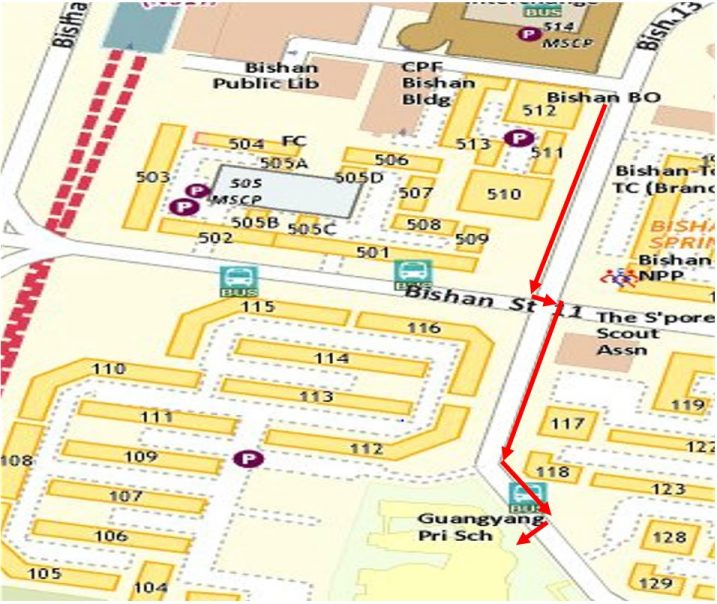 BUS
514
MSCP
Bisha
Bish.13
Bishan
Public Lib
CPF
Bishan
Bldg
P
Bishan BO
512
504
FC
513
P
511
505A
506
503
505
MSCP
P
P
505D
507
510
Bishan-To
TC (Branc
505B
505C
508
509
502
501
BISHA
SPRIN
Bishan
NPP
BUS
BUS
Bishan St 11
115
116
The S'pore
Scout
Assn
114
110
113
119
111
117
112
122
108
109
P
118
107
123
BUS
106
Guangyang
Pri Sch
128
105
104
129